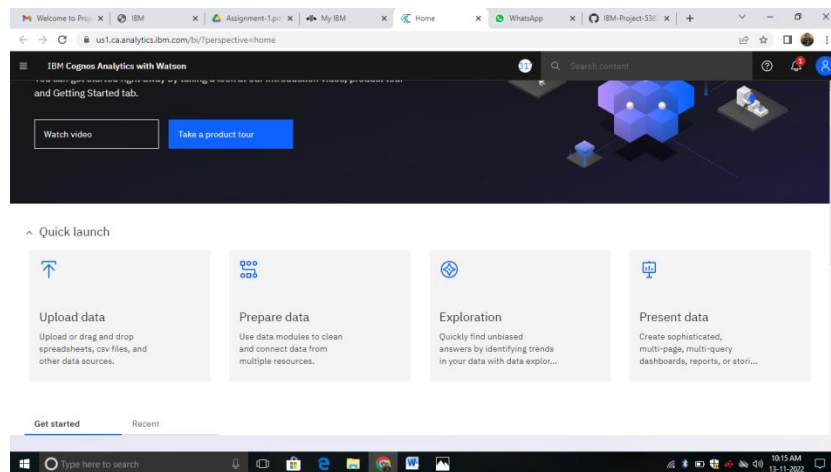 Welcome to Proj
IBM
Assignment-1.pd
My IBM
Home
WhatsApp
IBM-Project-530
us1.ca.analytics.ibm.com/bi/?perspective=home
IBM Cognos Analytics with Watson
Search content
and Getting Started tab.
Watch video
Take a product tour
Quick launch
Upload data
Upload or drag and drop
spreadsheets, csv files, and
other data sources.
Prepare data
Use data modules to clean
and connect data from
multiple resources.
Exploration
Quickly find unbiased
answers by identifying trends
in your data with data explor...
Present data
Create sophisticated,
multi-page, multi-query
dashboards, reports, or stori...
Get started
Recent
Type here to search
10:15 AM
13-11-2022